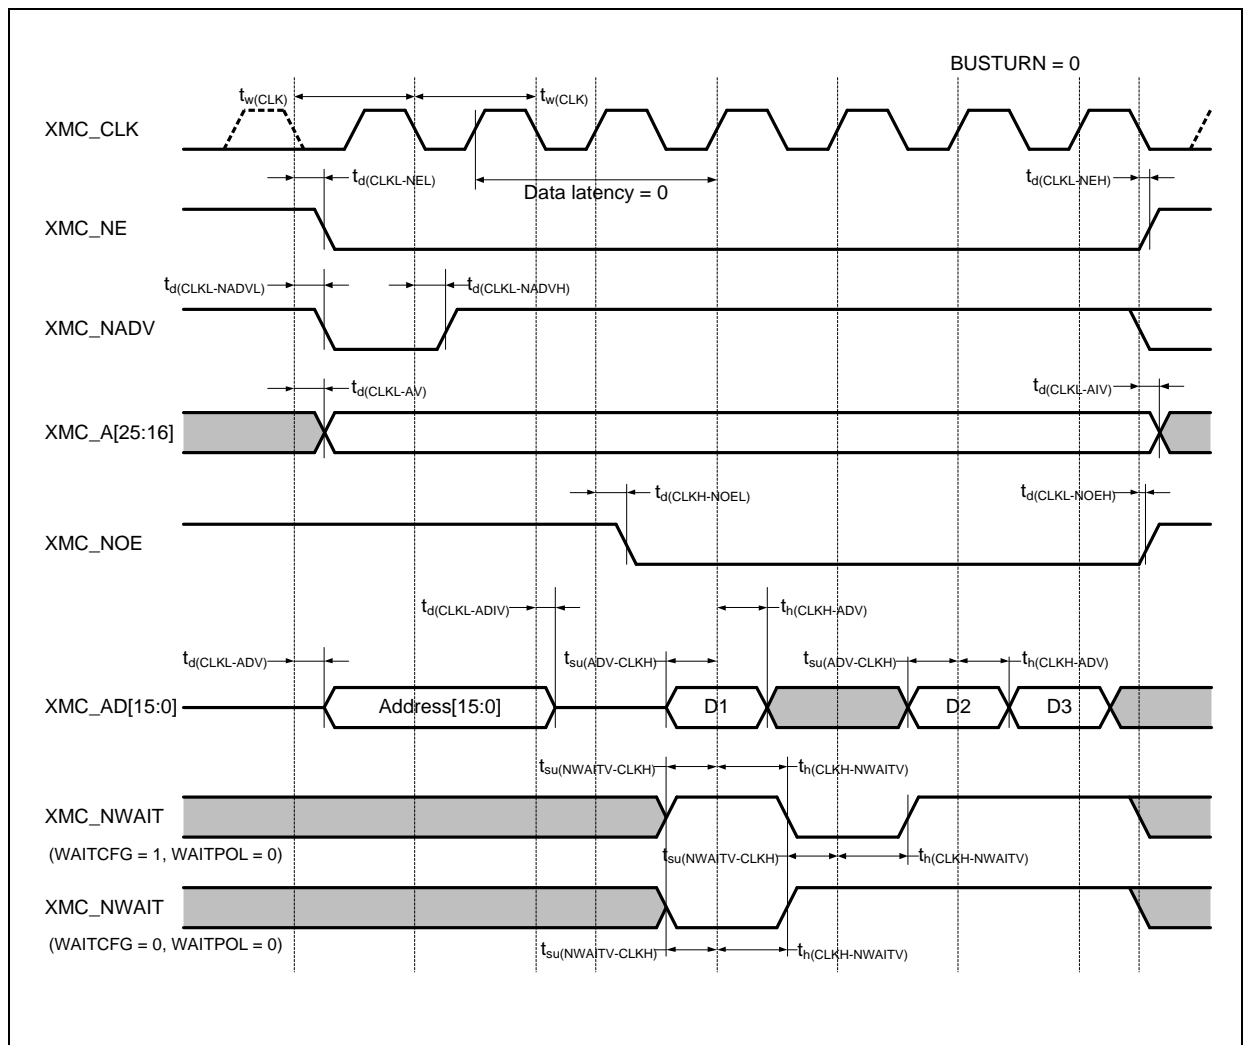 BUSTURN = 0
tw(CLK)
tw(CLK)
XMC_CLK
td(CLKL-NEL)
Data latency = 0
td(CLKL-NEH)
XMC_NE
td(CLKL-NADVL)
td(CLKL-NADVH)
XMC_NADV
td(CLKL-AV)
td(CLKL-AIV)
XMC_A[25:16]
td(CLKH-NOEL)
td(CLKL-NOEH)
XMC_NOE
td(CLKL-ADIV)
th(CLKH-ADV)
td(CLKL-ADV)
tsu(ADV-CLKH)
tsu(ADV-CLKH)
th(CLKH-ADV)
XMC_AD[15:0]
Address[15:0]
D1
D2
D3
tsu(NWAITV-CLKH)
th(CLKH-NWAITV)
XMC_NWAIT
(WAITCFG = 1, WAITPOL = 0)
tsu(NWAITV-CLKH)
th(CLKH-NWAITV)
XMC_NWAIT
(WAITCFG = 0, WAITPOL = 0)
tsu(NWAITV-CLKH)
th(CLKH-NWAITV)